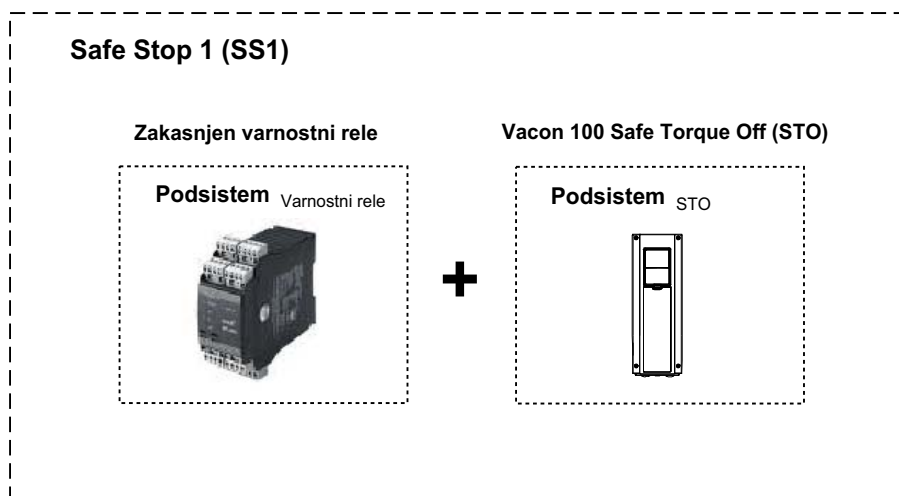 Safe Stop 1 (SS1)
Zakasnjen varnostni rele
Vacon 100 Safe Torque Off (STO)
Podsistem Varnostni rele
Podsistem STO
+